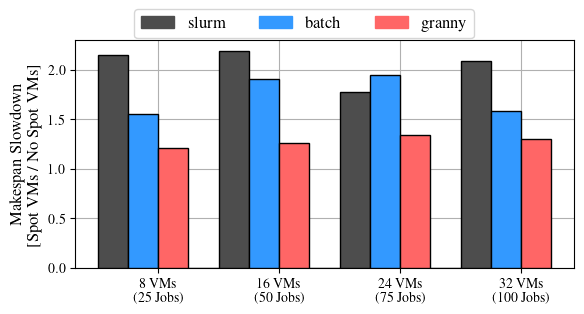 slurm batch granny
Makespan Slowdown
[Spot VMs / No Spot VMs]
2.0
1.5
1.0
0.5
0.0
8 VMs 16 VMs 24 VMs 32 VMs
(25 Jobs) (50 Jobs) (75 Jobs) (100 Jobs)